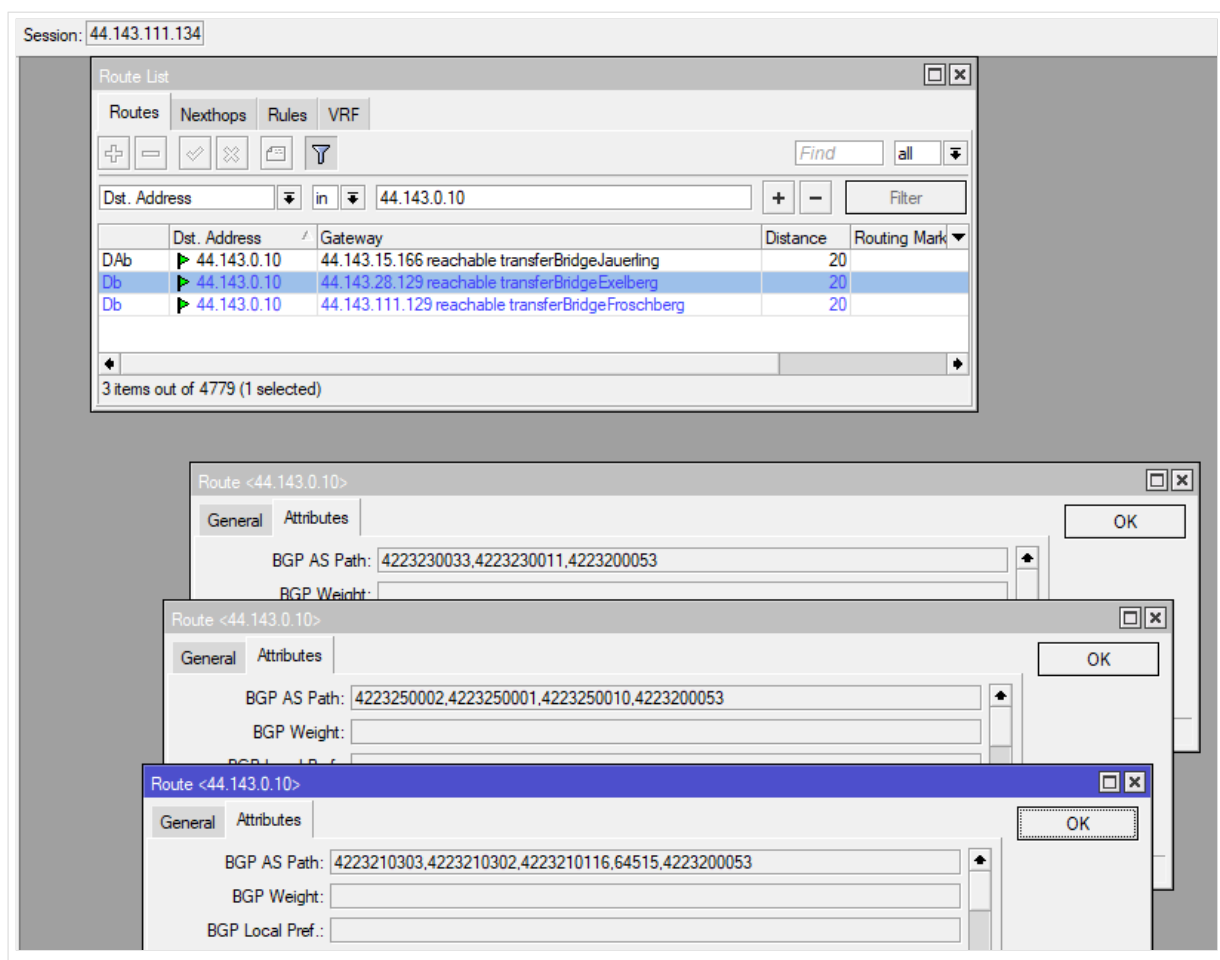 Session: 44.143.111.134
Route List
Routes Nexthops Rules VRF
Find all
Dst. Address in 44.143.0.10 + − Filter
Dst. Address Gateway Distance Routing Mark
DAb 44.143.0.10 44.143.15.166 reachable transferBridgeJauerling 20
Db 44.143.0.10 44.143.28.129 reachable transferBridgeExelberg 20
Db 44.143.0.10 44.143.111.129 reachable transferBridgeFroschberg 20
3 items out of 4779 (1 selected)
Route <44.143.0.10>
General Attributes OK
BGP AS Path: 4223230033,4223230011,4223200053
BGP Weight:
Route <44.143.0.10>
General Attributes OK
BGP AS Path: 4223250002,4223250001,4223250010,4223200053
BGP Weight:
Route <44.143.0.10>
General Attributes OK
BGP AS Path: 4223210303,4223210302,4223210116,64515,4223200053
BGP Weight:
BGP Local Pref.: